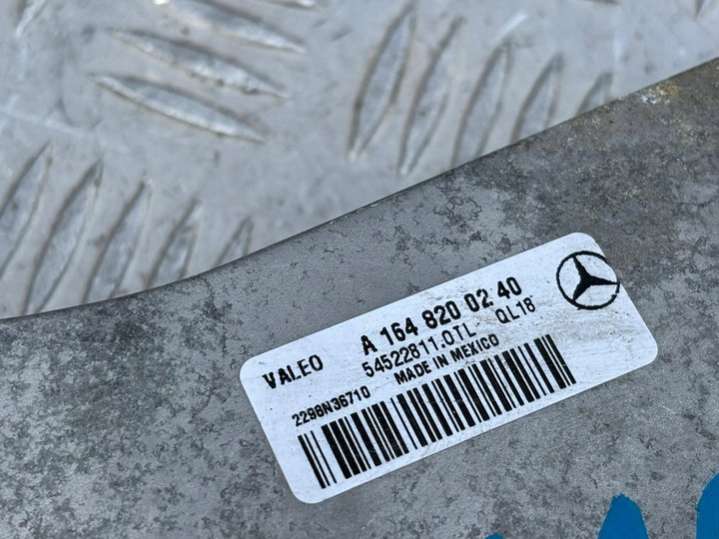 VALEO A 164 820 02 40
54522811.0TL QL18
MADE IN MEXICO
2298N36710